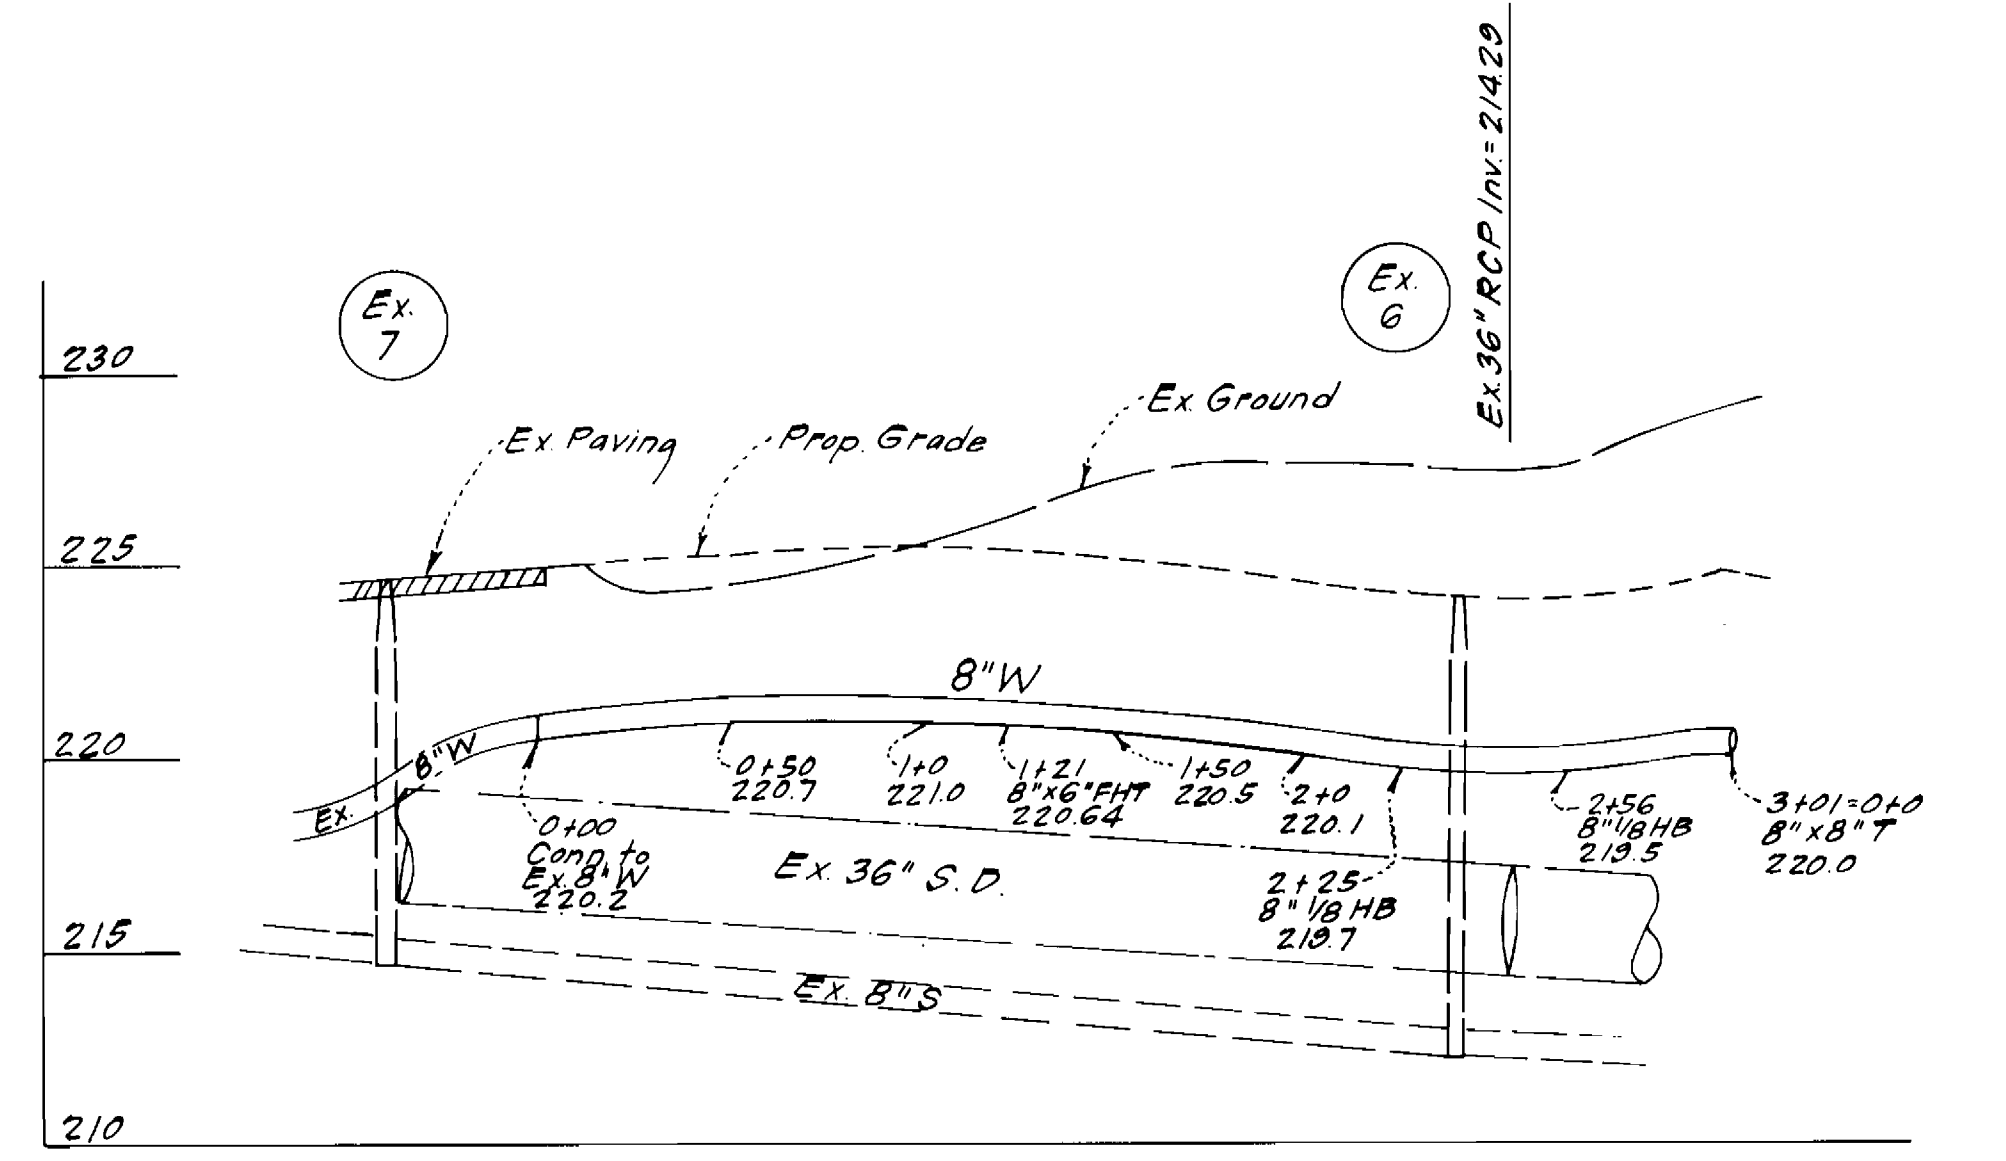 Ex. 36" RCP Inv. = 214.29
Ex.
7
Ex.
6
230
225
220
215
210
Ex. Paving
Prop. Grade
Ex. Ground
8" W
8" W
Ex.
0+00
Conn. to
Ex. 8" W
220.2
0+50
220.7
1+0
221.0
1+21
8"x6" FHT
220.64
1+50
220.5
2+0
220.1
2+25
8" 1/8 HB
219.7
2+56
8" 1/8 HB
219.5
3+01=0+0
8"x8" T
220.0
Ex. 36" S.D.
Ex. 8" S